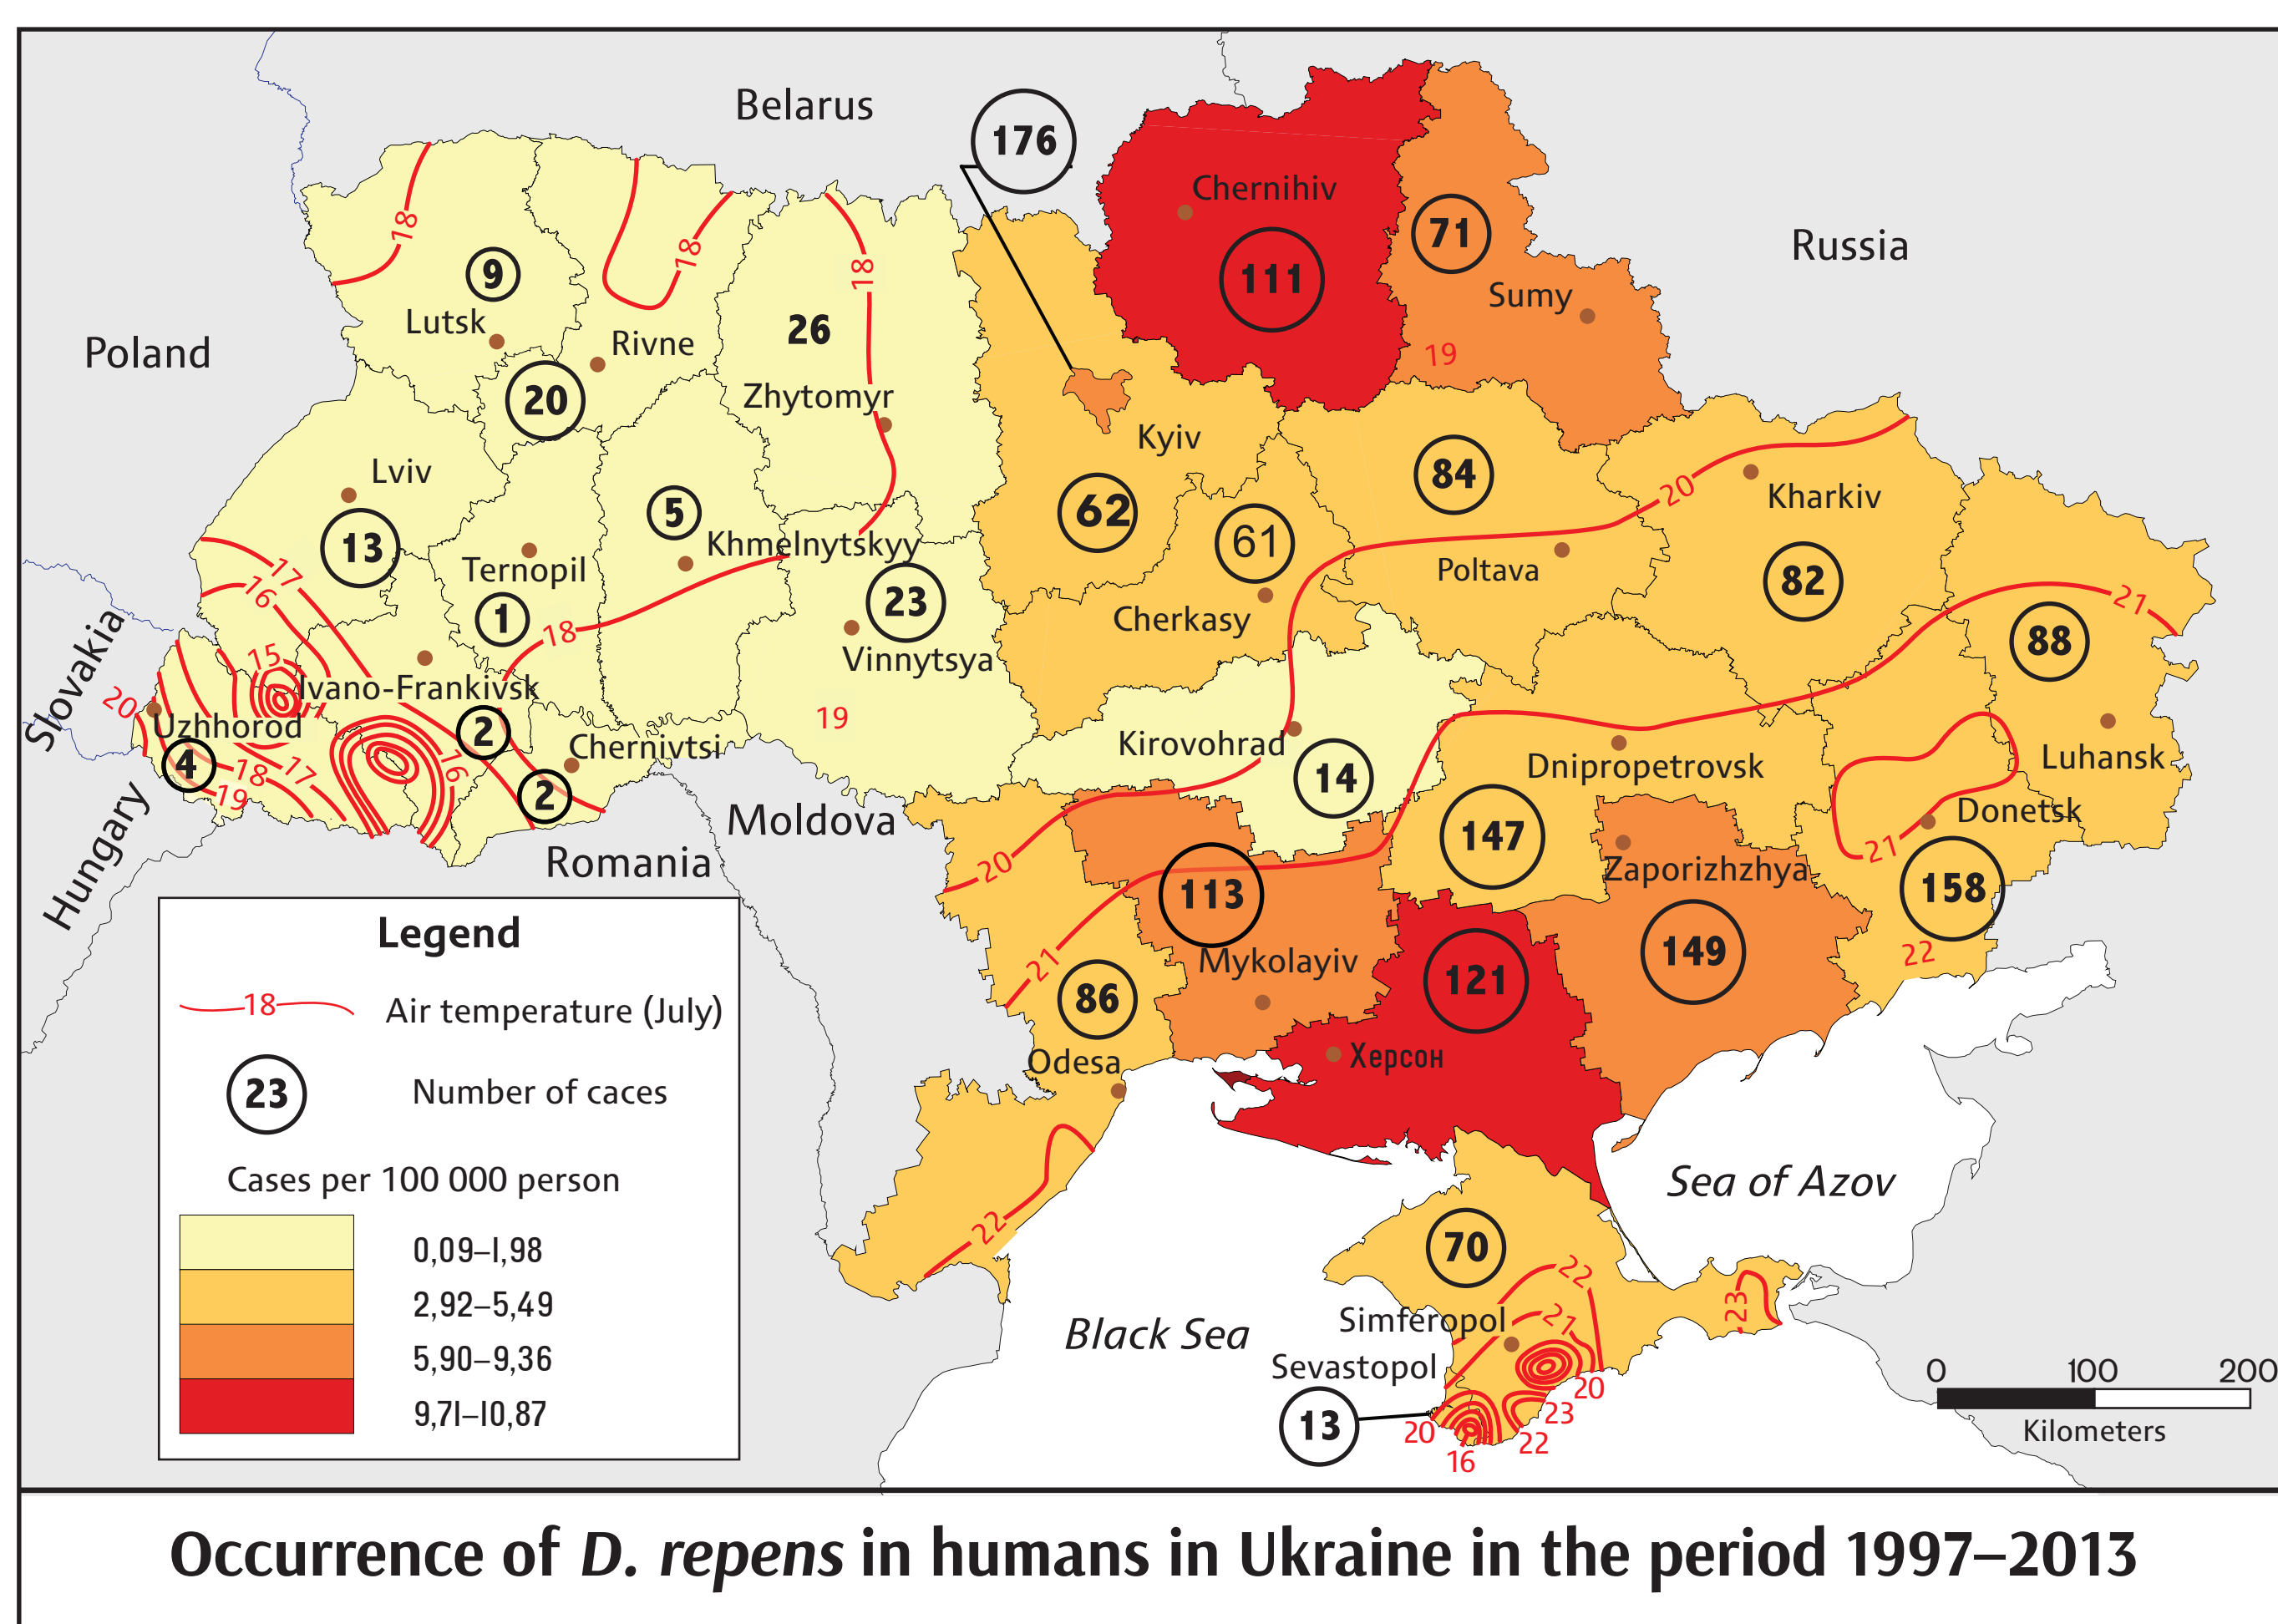 Belarus
176
Chernihiv
111
71
Sumy
Russia
Poland
18
9
Lutsk
18
Rivne
20
18
26
Zhytomyr
19
Kyiv
62
84
Poltava
20
Kharkiv
82
Lviv
13
5
Khmelnytskyy
Ternopil
1
18
23
Vinnytsya
19
61
Cherkasy
21
88
Luhansk
17
16
15
Slovakia
20
Uzhhorod
4
18
17
19
Ivano-Frankivsk
2
16
Chernivtsi
2
Hungary
Romania
Moldova
Kirovohrad
14
Dnipropetrovsk
147
Donetsk
21
158
22
Zaporizhzhya
149
20
113
Mykolayiv
21
86
Odesa
121
Херсон
22
Sea of Azov
Black Sea
70
22
21
23
Simferopol
Sevastopol
13
20
16
22
23
20
0 100 200
Kilometers
Legend
18 Air temperature (July)
23 Number of caces
Cases per 100 000 person
0,09–1,98
2,92–5,49
5,90–9,36
9,71–10,87
Occurrence of D. repens in humans in Ukraine in the period 1997–2013